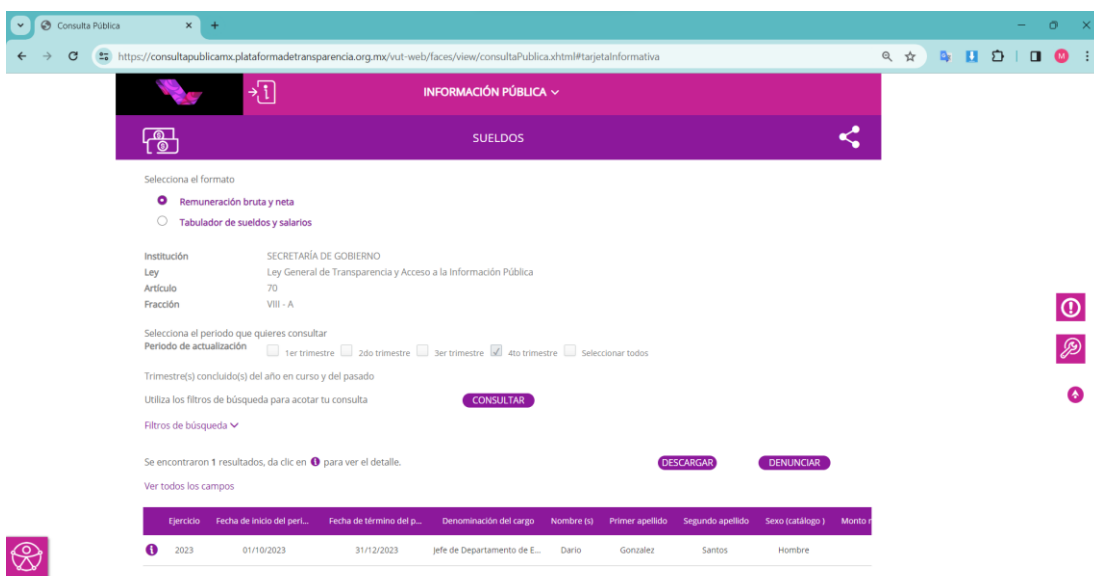 Consulta Pública
https://consultapublicamx.plataformadetransparencia.org.mx/vut-web/faces/view/consultaPublica.xhtml#tarjetaInformativa
M
INFORMACIÓN PÚBLICA
SUELDOS
Selecciona el formato
Remuneración bruta y neta
Tabulador de sueldos y salarios
Institución SECRETARÍA DE GOBIERNO
Ley Ley General de Transparencia y Acceso a la Información Pública
Artículo 70
Fracción VIII - A
Selecciona el periodo que quieres consultar
Periodo de actualización 1er trimestre 2do trimestre 3er trimestre 4to trimestre Seleccionar todos
Trimestre(s) concluido(s) del año en curso y del pasado
Utiliza los filtros de búsqueda para acotar tu consulta CONSULTAR
Filtros de búsqueda
Se encontraron 1 resultados, da clic en para ver el detalle. DESCARGAR DENUNCIAR
Ver todos los campos
Ejercicio Fecha de inicio del peri... Fecha de término del p... Denominación del cargo Nombre (s) Primer apellido Segundo apellido Sexo (catálogo ) Monto
2023 01/10/2023 31/12/2023 Jefe de Departamento de E... Dario Gonzalez Santos Hombre